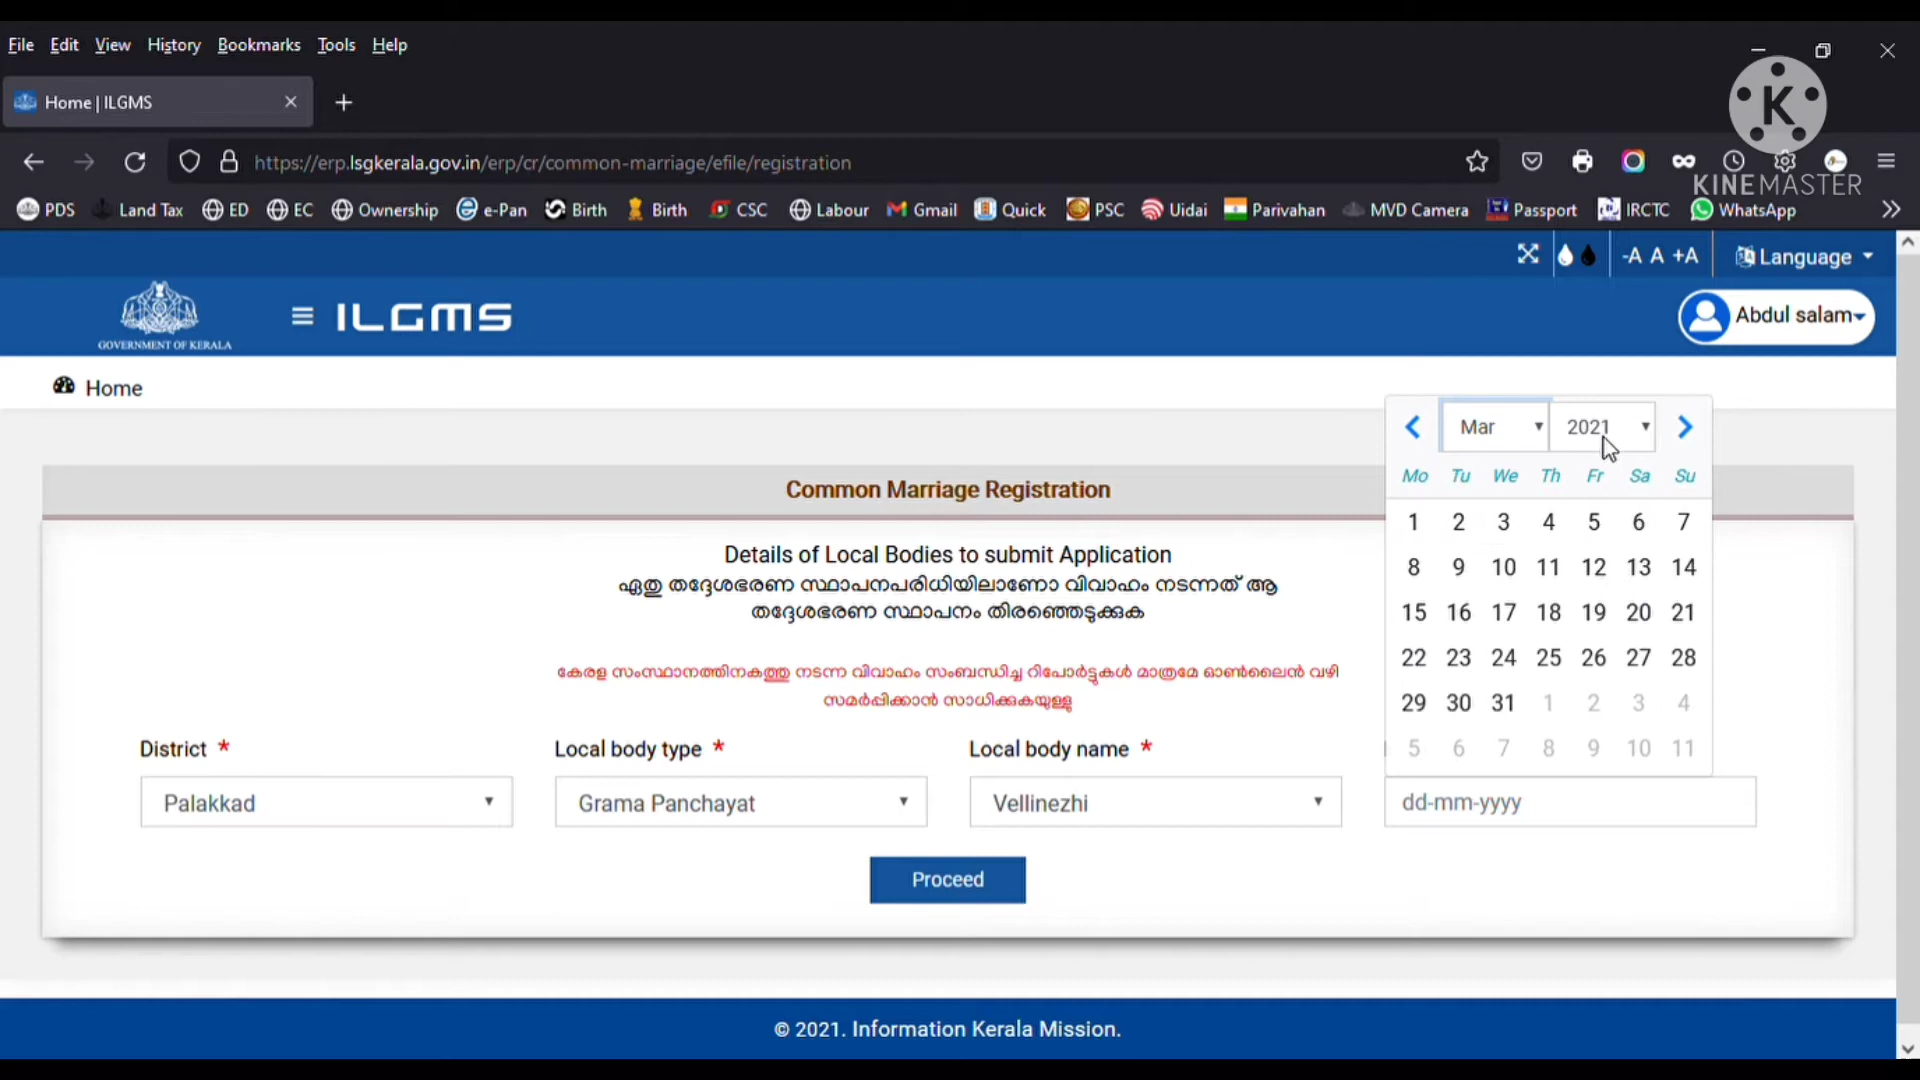 File Edit View History Bookmarks Tools Help
Home | ILGMS
https://erp.lsgkerala.gov.in/erp/cr/common-marriage/efile/registration
K
KINEMASTER
PDS Land Tax ED EC Ownership e-Pan Birth Birth CSC Labour Gmail Quick PSC Uidai Parivahan MVD Camera Passport IRCTC WhatsApp
-A A +A Language
GOVERNMENT OF KERALA
ILGMS
Abdul salam
Home
Mar 2021
Mo Tu We Th Fr Sa Su
1 2 3 4 5 6 7
8 9 10 11 12 13 14
15 16 17 18 19 20 21
22 23 24 25 26 27 28
29 30 31 1 2 3 4
5 6 7 8 9 10 11
Common Marriage Registration
Details of Local Bodies to submit Application
ഏതു തദ്ദേശഭരണ സ്ഥാപനപരിധിയിലാണോ വിവാഹം നടന്നത് ആ
തദ്ദേശഭരണ സ്ഥാപനം തിരഞ്ഞെടുക്കുക
കേരള സംസ്ഥാനത്തിനകത്തു നടന്ന വിവാഹം സംബന്ധിച്ച റിപോർട്ടുകൾ മാത്രമേ ഓൺലൈൻ വഴി
സമർപ്പിക്കാൻ സാധിക്കുകയുള്ളു
District * Local body type * Local body name *
Palakkad Grama Panchayat Vellinezhi dd-mm-yyyy
Proceed
© 2021. Information Kerala Mission.